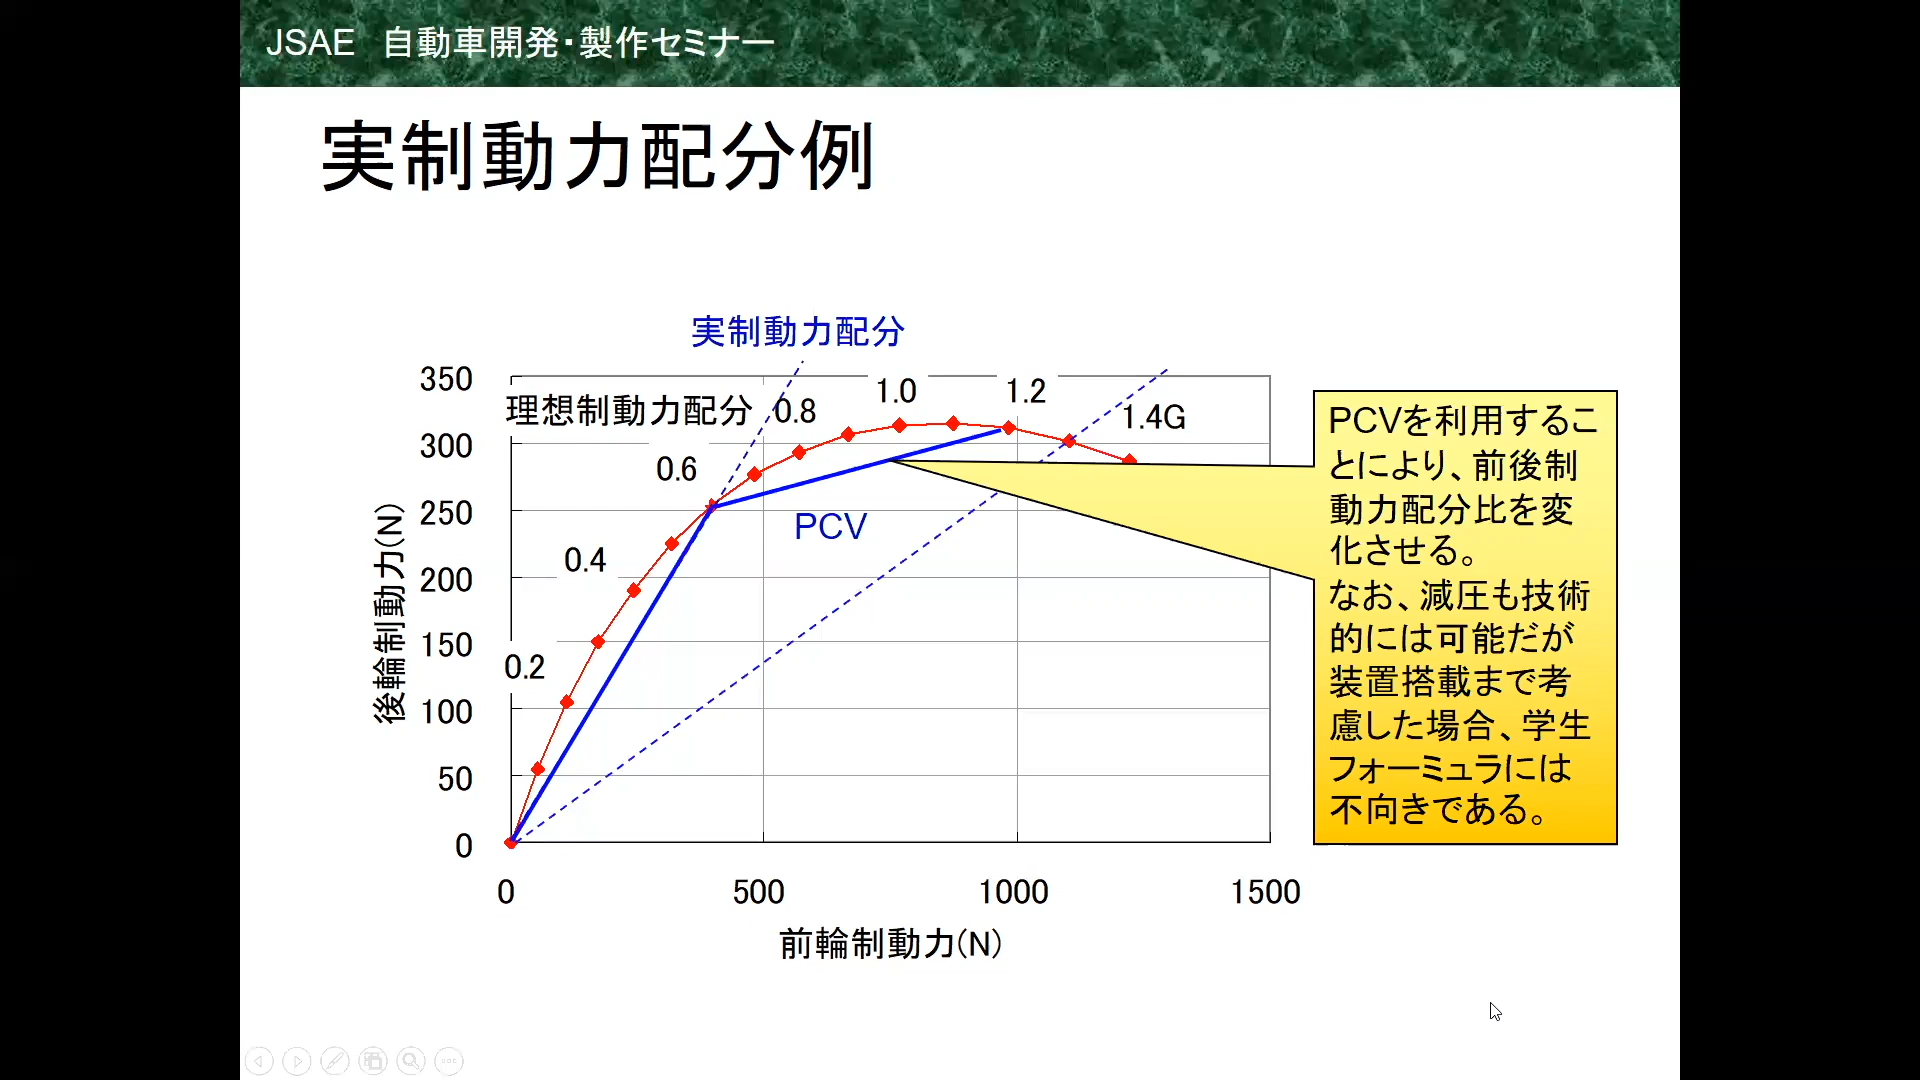 JSAE 自動車開発・製作セミナー
実制動力配分例
実制動力配分
理想制動力配分
0.2
0.4
0.6
0.8
1.0
1.2
1.4G
PCV
350
300
250
200
150
100
50
0
後輪制動力(N)
0
500
1000
1500
前輪制動力(N)
PCVを利用するこ
とにより、前後制
動力配分比を変
化させる。
なお、減圧も技術
的には可能だが
装置搭載まで考
慮した場合、学生
フォーミュラには
不向きである。